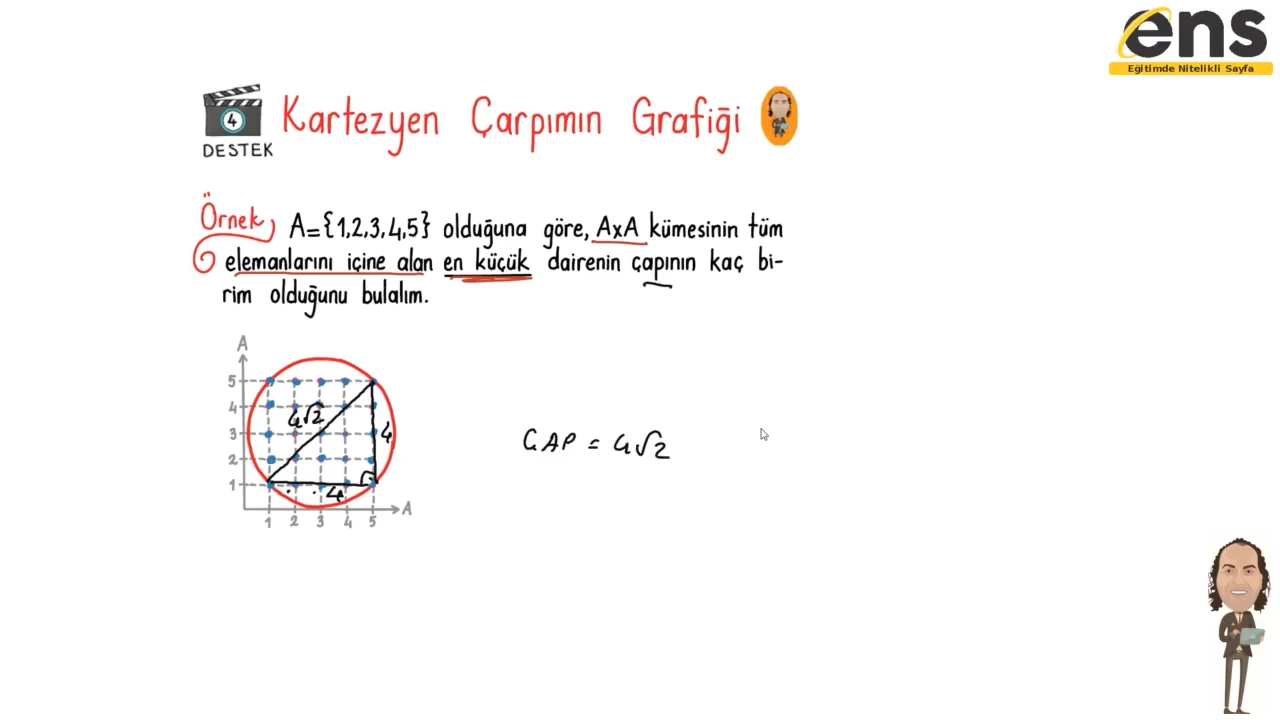 ens
Eğitimde Nitelikli Sayfa
4
DESTEK
Kartezyen Çarpımın Grafiği
Örnek
A={1,2,3,4,5} olduğuna göre, AxA kümesinin tüm
elemanlarını içine alan en küçük dairenin çapının kaç bi-
rim olduğunu bulalım.
A
5
4
3
2
1
4√2
4
4
1 2 3 4 5
A
ÇAP = 4√2